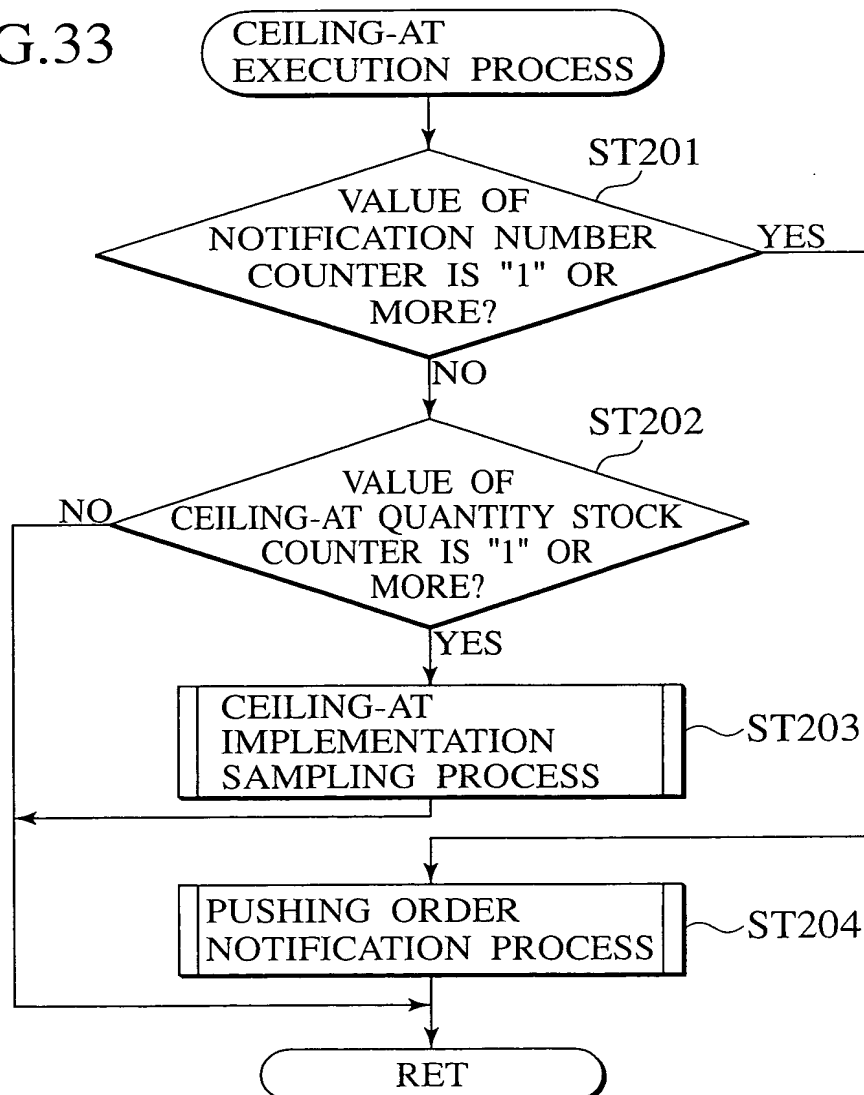 G.33
CEILING-AT
EXECUTION PROCESS
ST201
VALUE OF
NOTIFICATION NUMBER
COUNTER IS "1" OR
MORE?
YES
NO
ST202
VALUE OF
CEILING-AT QUANTITY STOCK
COUNTER IS "1" OR
MORE?
NO
YES
CEILING-AT
IMPLEMENTATION
SAMPLING PROCESS
ST203
PUSHING ORDER
NOTIFICATION PROCESS
ST204
RET